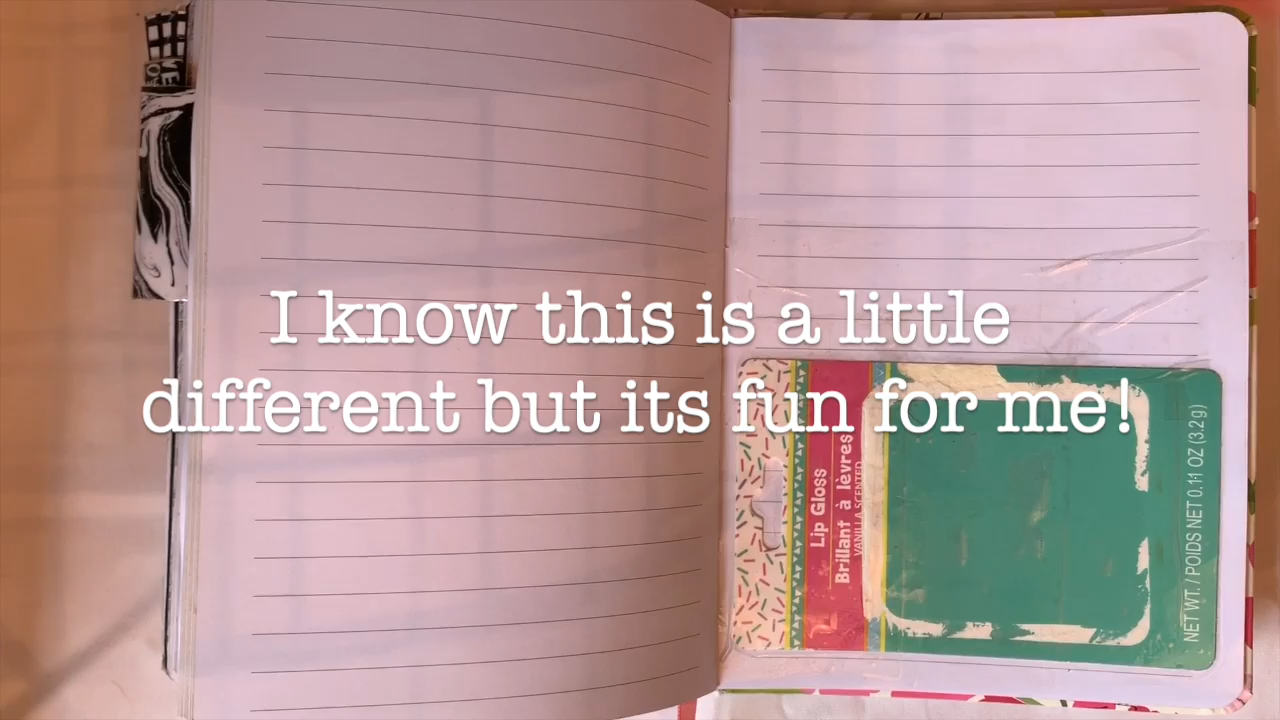 I know this is a little
different but its fun for me!
Lip Gloss
Brillant à lèvres
VANILLA SCENTED
NET WT. / POIDS NET 0.11 OZ (3.2 g)